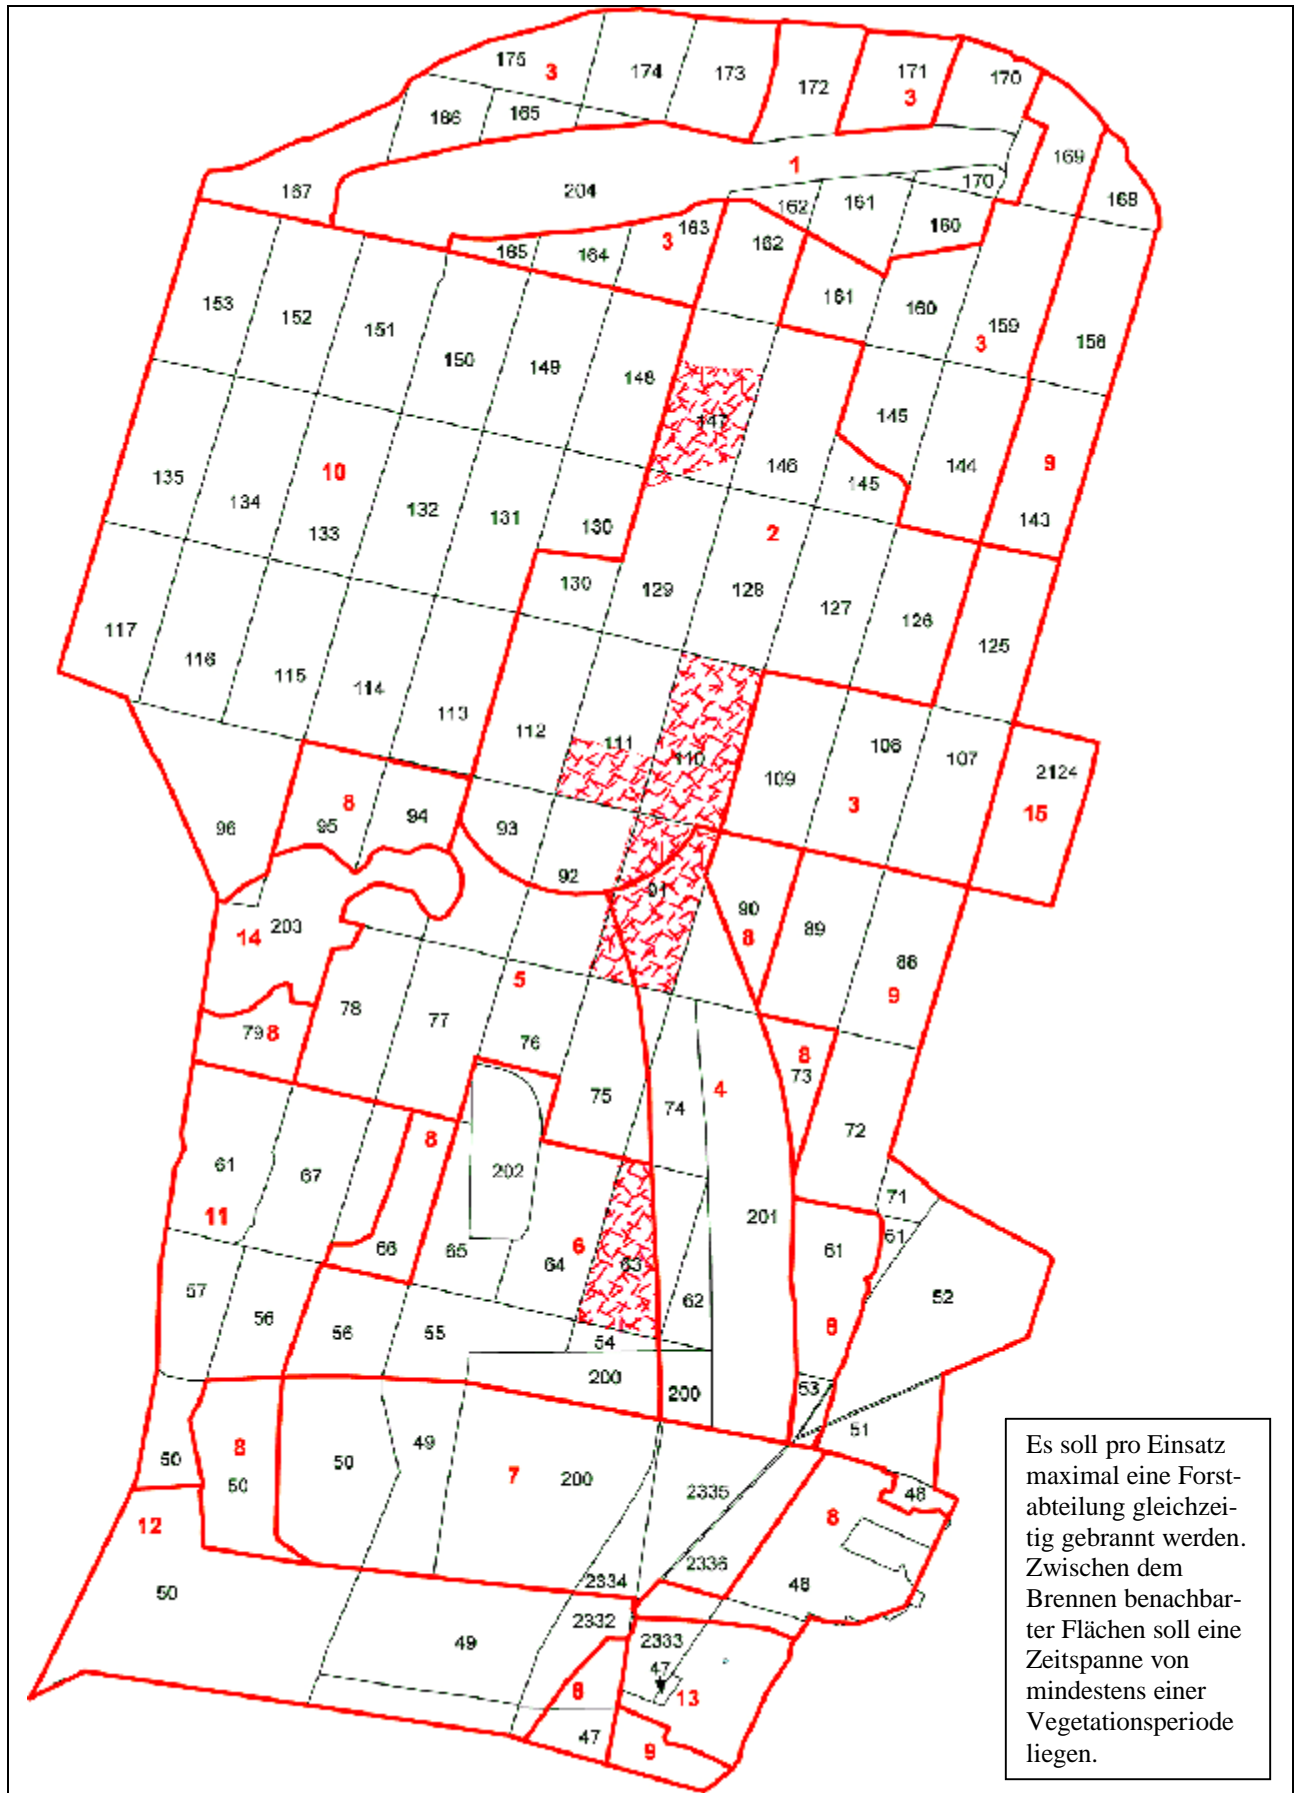 175 3 174 173 172 171 3 170
186 165 169
1
167 204 170 168
162 161
163 160
165 164 3 162
153 152 151 150 149 148 161 160 159 3 158
147 145
135 134 10 133 132 131 130 146 145 144 9 143
2
130 129 128 127 126 125
117 116 115 114 113 112 111 110 109 108 107 2124
3 15
96 8 95 94 93 92 91 90 89 88
14 203 8 9
5
79 8 78 77 76 75 74 4 8 73 72
61 67 8 202 71
11 66 65 64 6 63 201 61 61
62 52
57 56 56 55 54 8
200 200 53 51
50 8 50 50 49 7 200 2335 48
12 8
2336 48
50 2334
2332
49 2333
47
8 13
47 9
Es soll pro Einsatz
maximal eine Forst-
abteilung gleichzei-
tig gebrannt werden.
Zwischen dem
Brennen benachbar-
ter Flächen soll eine
Zeitspanne von
mindestens einer
Vegetationsperiode
liegen.